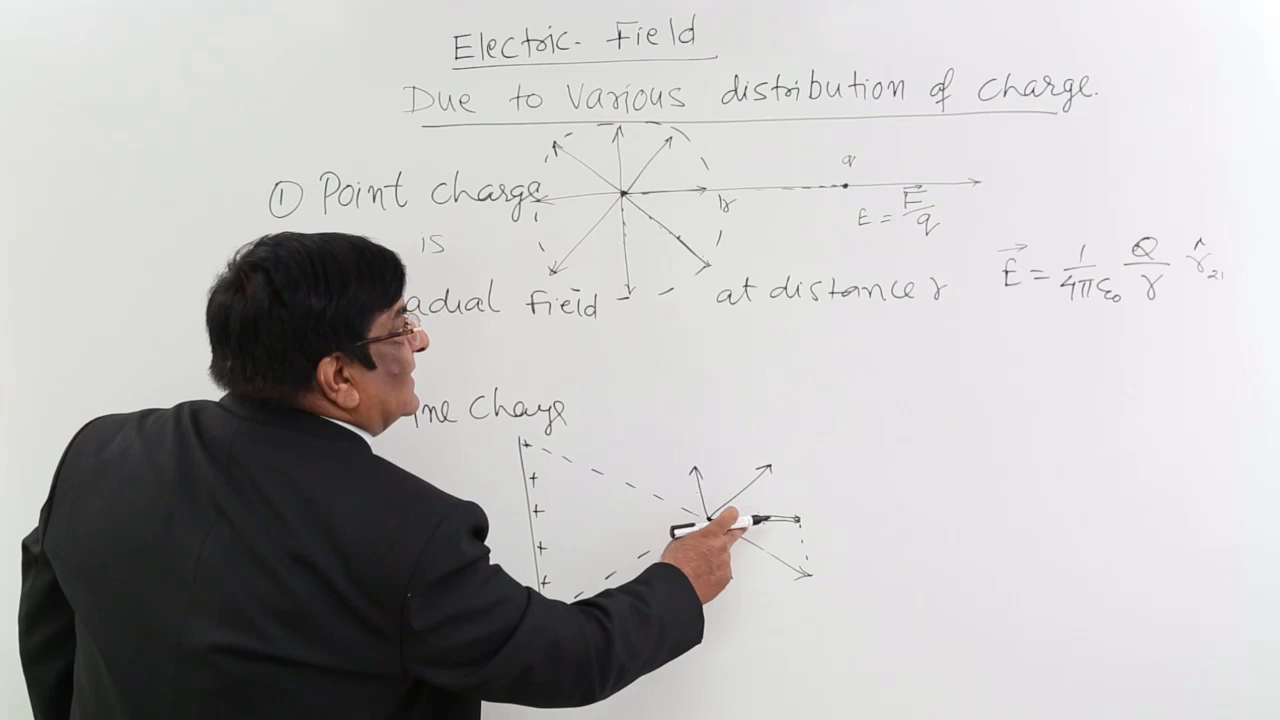 Electric Field
Due to Various distribution of charge.
① Point charge
r
q
E = F/q
is
adual field
at distance r
E = 1/4πε₀ Q/r r̂₂₁
ine Charge
+
+
+
+
+